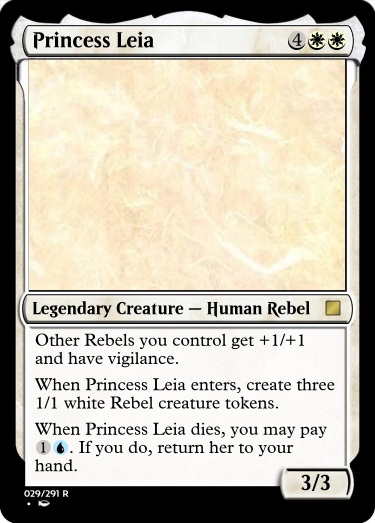 Princess Leia 4
Legendary Creature — Human Rebel
Other Rebels you control get +1/+1
and have vigilance.
When Princess Leia enters, create three
1/1 white Rebel creature tokens.
When Princess Leia dies, you may pay
1. If you do, return her to your
hand.
3/3
029/291 R